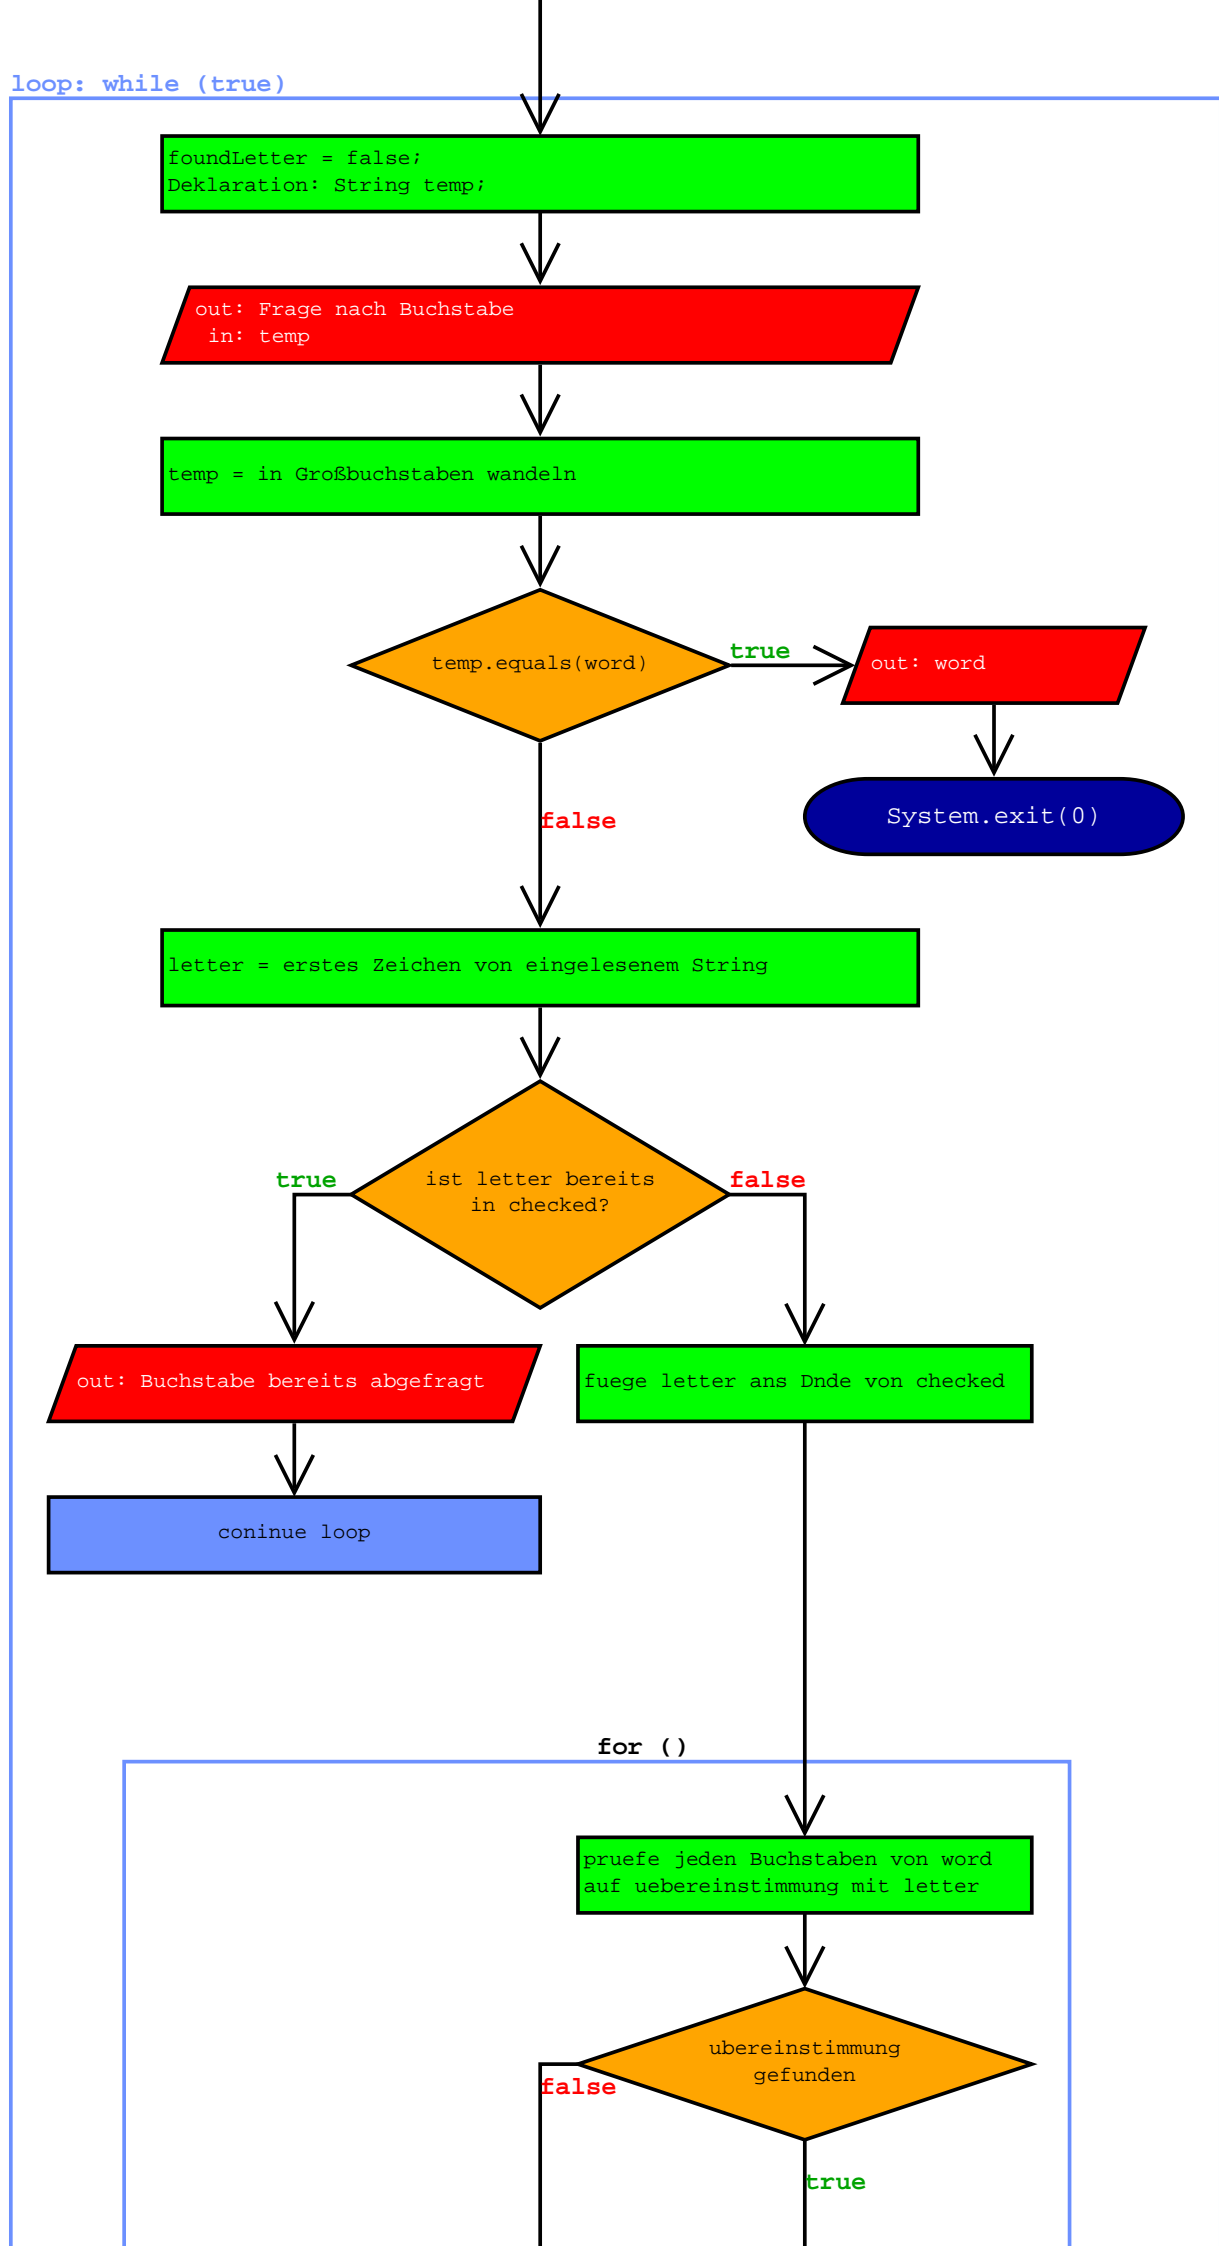 loop: while (true)
foundLetter = false;
Deklaration: String temp;
out: Frage nach Buchstabe
in: temp
temp = in Großbuchstaben wandeln
temp.equals(word)
true
out: word
System.exit(0)
false
letter = erstes Zeichen von eingelesenem String
true
ist letter bereits
in checked?
false
out: Buchstabe bereits abgefragt
fuege letter ans Dnde von checked
coninue loop
for ()
pruefe jeden Buchstaben von word
auf uebereinstimmung mit letter
ubereinstimmung
gefunden
false
true